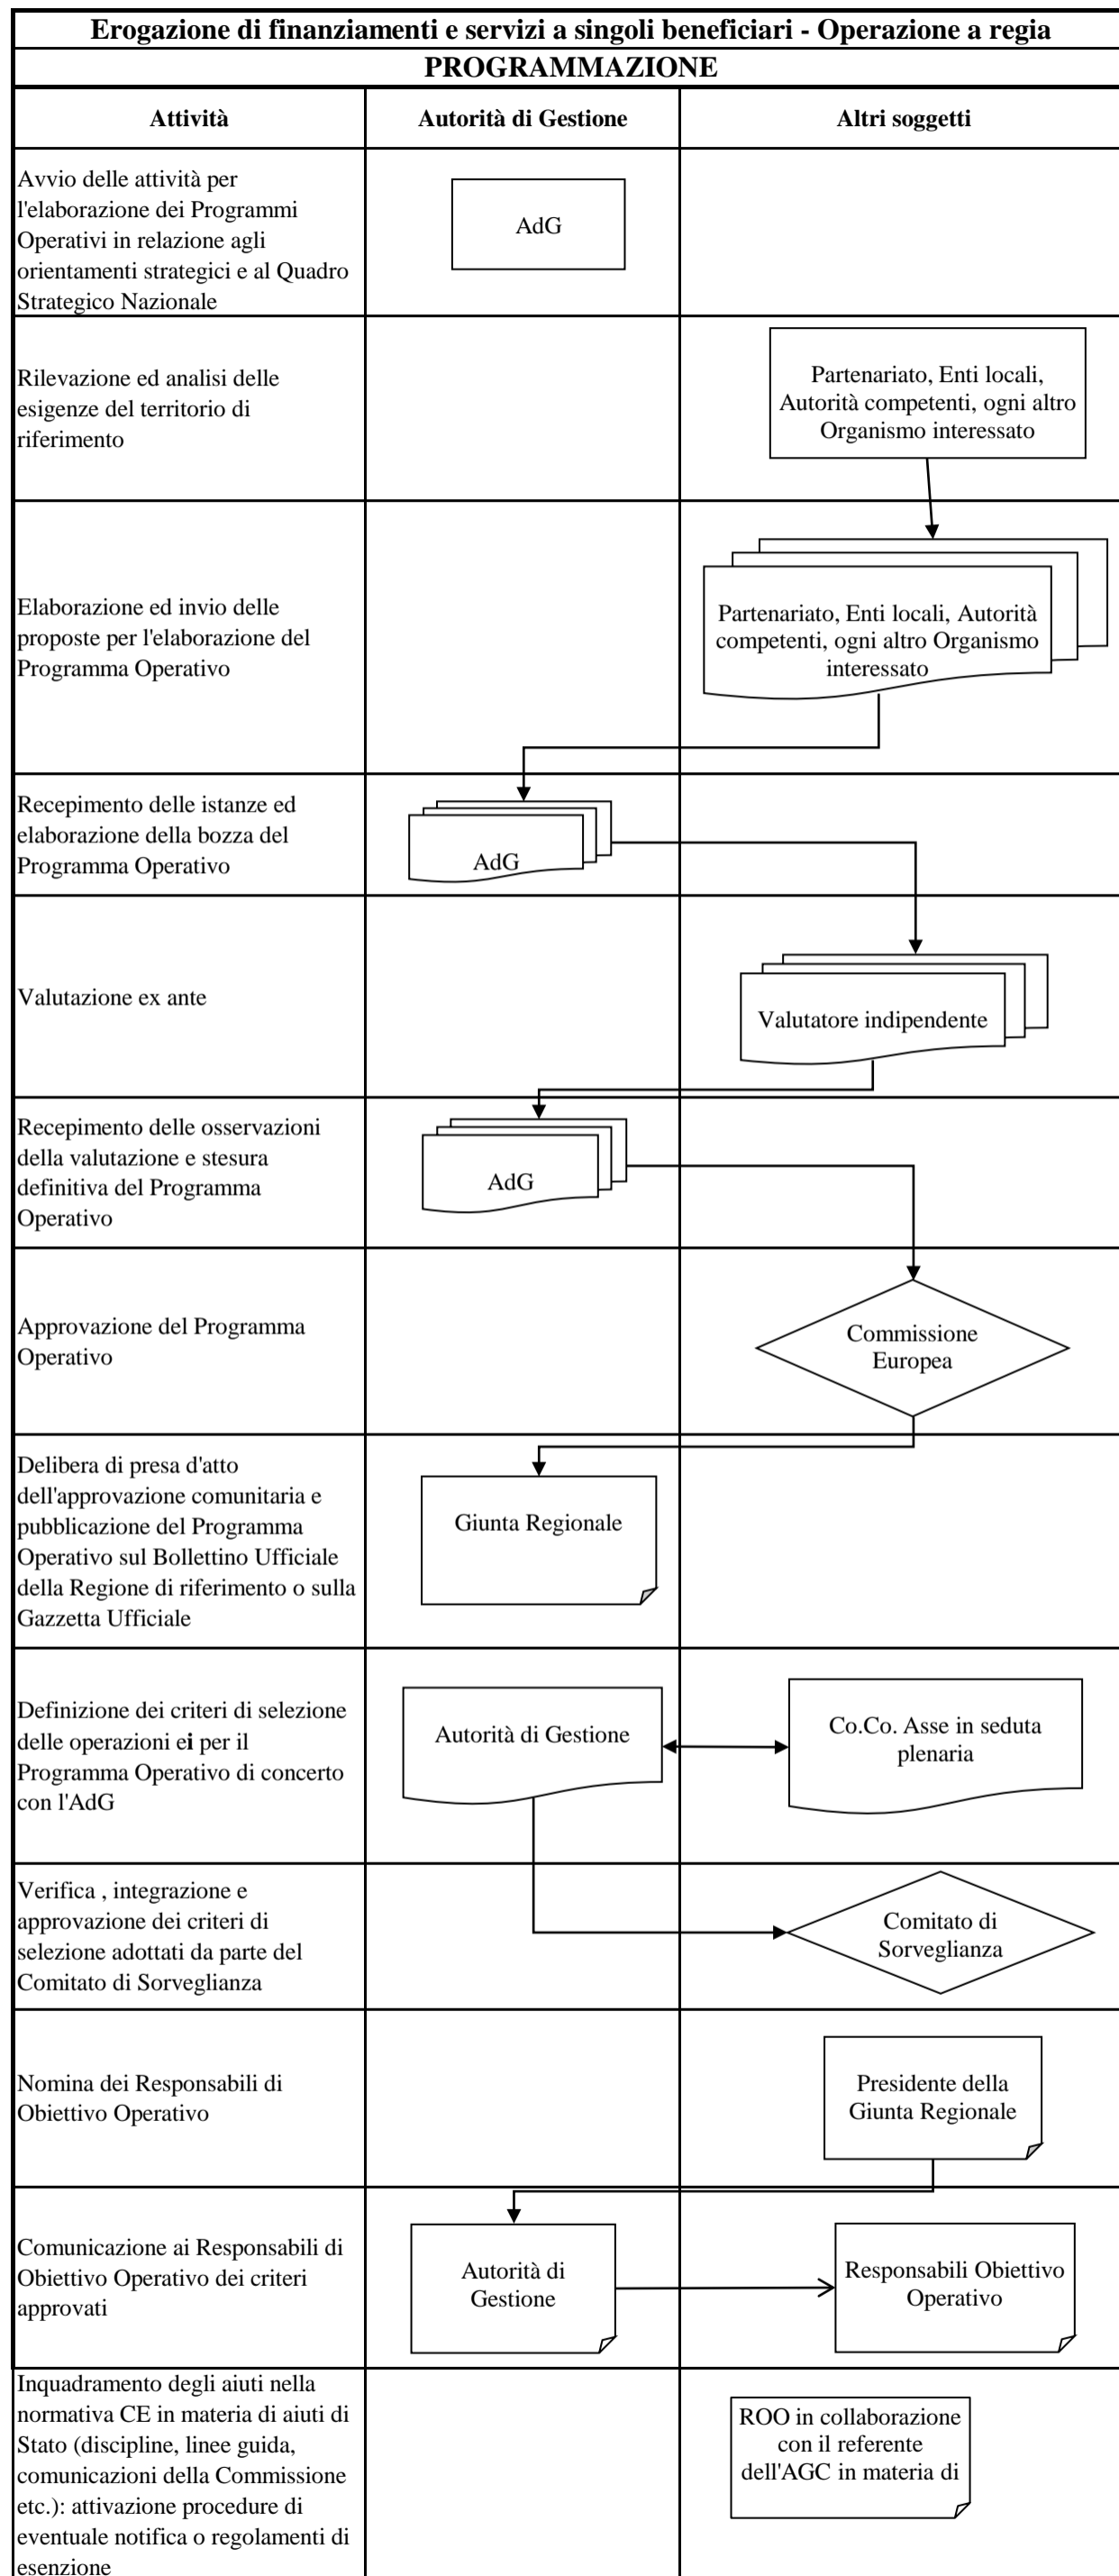 Erogazione di finanziamenti e servizi a singoli beneficiari - Operazione a regia
PROGRAMMAZIONE
Attività
Autorità di Gestione
Altri soggetti
Avvio delle attività per
l'elaborazione dei Programmi
Operativi in relazione agli
orientamenti strategici e al Quadro
Strategico Nazionale
AdG
Rilevazione ed analisi delle
esigenze del territorio di
riferimento
Partenariato, Enti locali,
Autorità competenti, ogni altro
Organismo interessato
Elaborazione ed invio delle
proposte per l'elaborazione del
Programma Operativo
Partenariato, Enti locali, Autorità
competenti, ogni altro Organismo
interessato
Recepimento delle istanze ed
elaborazione della bozza del
Programma Operativo
AdG
Valutazione ex ante
Valutatore indipendente
Recepimento delle osservazioni
della valutazione e stesura
definitiva del Programma
Operativo
AdG
Approvazione del Programma
Operativo
Commissione
Europea
Delibera di presa d'atto
dell'approvazione comunitaria e
pubblicazione del Programma
Operativo sul Bollettino Ufficiale
della Regione di riferimento o sulla
Gazzetta Ufficiale
Giunta Regionale
Definizione dei criteri di selezione
delle operazioni ei per il
Programma Operativo di concerto
con l'AdG
Autorità di Gestione
Co.Co. Asse in seduta
plenaria
Verifica , integrazione e
approvazione dei criteri di
selezione adottati da parte del
Comitato di Sorveglianza
Comitato di
Sorveglianza
Nomina dei Responsabili di
Obiettivo Operativo
Presidente della
Giunta Regionale
Comunicazione ai Responsabili di
Obiettivo Operativo dei criteri
approvati
Autorità di
Gestione
Responsabili Obiettivo
Operativo
Inquadramento degli aiuti nella
normativa CE in materia di aiuti di
Stato (discipline, linee guida,
comunicazioni della Commissione
etc.): attivazione procedure di
eventuale notifica o regolamenti di
esenzione
ROO in collaborazione
con il referente
dell'AGC in materia di